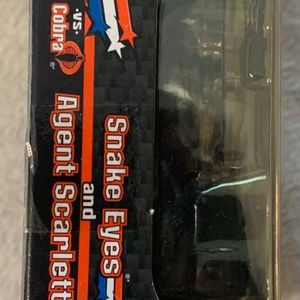 vs.
Cobra®
Snake Eyes®
and
Agent Scarlett